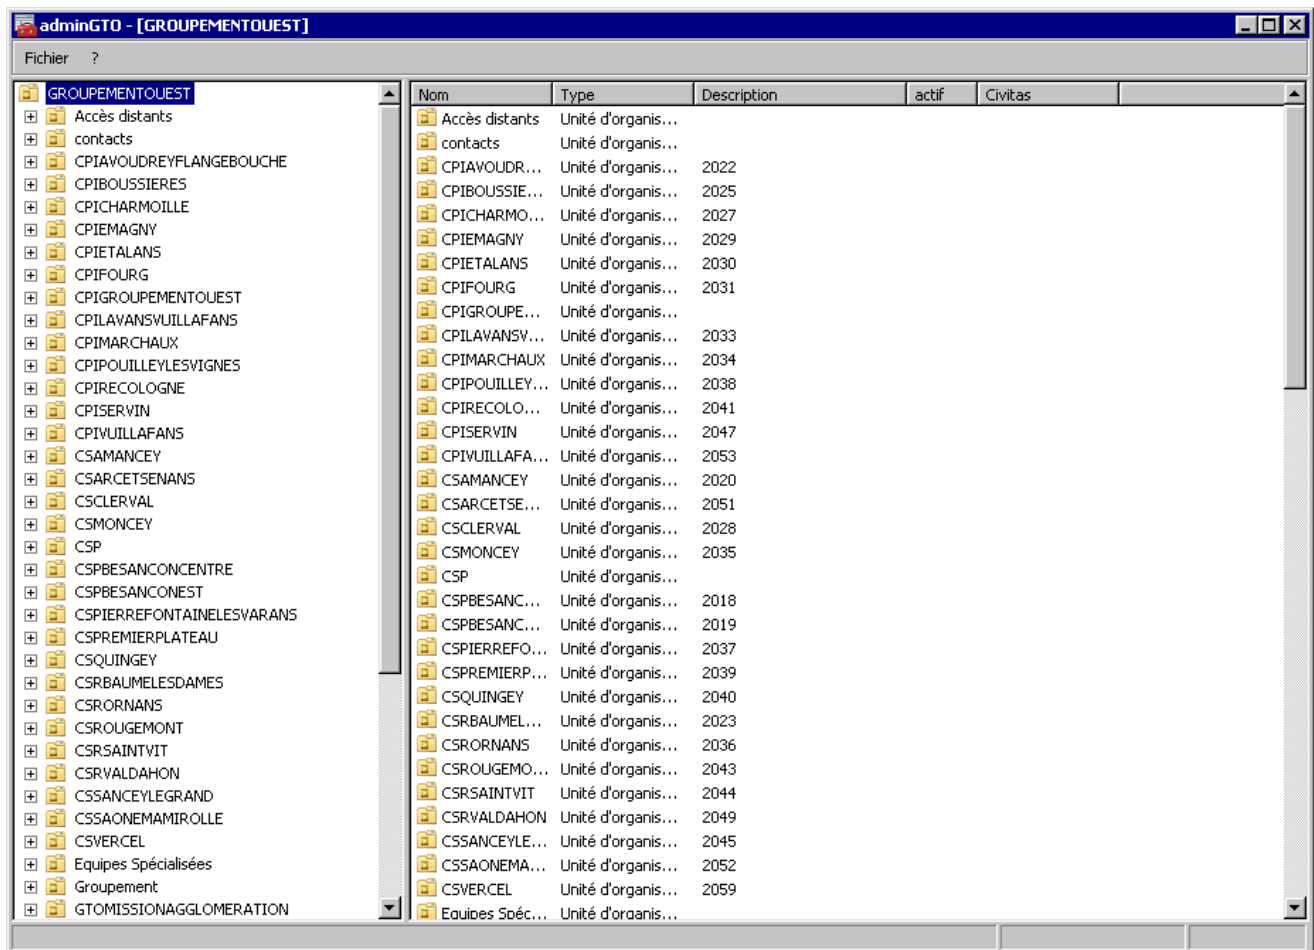 adminGTO - [GROUPEMENTOUEST]
Fichier ?
GROUPEMENTOUEST
Accès distants
contacts
CPIAVOUDREYFLANGEBOUCHE
CPIBOUSSIERES
CPICHARMOILLE
CPIEMAGNY
CPIETALANS
CPIFOURG
CPIGROUPEMENTOUEST
CPILAVANSVUILLAFANS
CPIMARCHAUX
CPIPOUILLEYLESVIGNES
CPIRECOLOGNE
CPISERVIN
CPIVUILLAFANS
CSAMANCEY
CSARCETSENANS
CSCLERVAL
CSMONCEY
CSP
CSPBESANCONCENTRE
CSPBESANCONEST
CSPIERREFONTAINELESVARANS
CSPREMIERPLATEAU
CSQUINGEY
CSRBAUMELESDAMES
CSRORNANS
CSROUGEMONT
CSRSAINTVIT
CSRVALDAHON
CSSANCEYLEGRAND
CSSAONEMAMIROLLE
CSVERCEL
Equipes Spécialisées
Groupement
GTOMISSIONAGGLOMERATION
Nom Type Description actif Civitas
Accès distants Unité d'organis...
contacts Unité d'organis...
CPIAVOUDR... Unité d'organis... 2022
CPIBOUSSIE... Unité d'organis... 2025
CPICHARMO... Unité d'organis... 2027
CPIEMAGNY Unité d'organis... 2029
CPIETALANS Unité d'organis... 2030
CPIFOURG Unité d'organis... 2031
CPIGROUPE... Unité d'organis...
CPILAVANSV... Unité d'organis... 2033
CPIMARCHAUX Unité d'organis... 2034
CPIPOUILLEY... Unité d'organis... 2038
CPIRECOLO... Unité d'organis... 2041
CPISERVIN Unité d'organis... 2047
CPIVUILLAFA... Unité d'organis... 2053
CSAMANCEY Unité d'organis... 2020
CSARCETSE... Unité d'organis... 2051
CSCLERVAL Unité d'organis... 2028
CSMONCEY Unité d'organis... 2035
CSP Unité d'organis...
CSPBESANC... Unité d'organis... 2018
CSPBESANC... Unité d'organis... 2019
CSPIERREFO... Unité d'organis... 2037
CSPREMIERP... Unité d'organis... 2039
CSQUINGEY Unité d'organis... 2040
CSRBAUMEL... Unité d'organis... 2023
CSRORNANS Unité d'organis... 2036
CSROUGEMO... Unité d'organis... 2043
CSRSAINTVIT Unité d'organis... 2044
CSRVALDAHON Unité d'organis... 2049
CSSANCEYLE... Unité d'organis... 2045
CSSAONEMA... Unité d'organis... 2052
CSVERCEL Unité d'organis... 2059
Equipes Spéc... Unité d'organis...